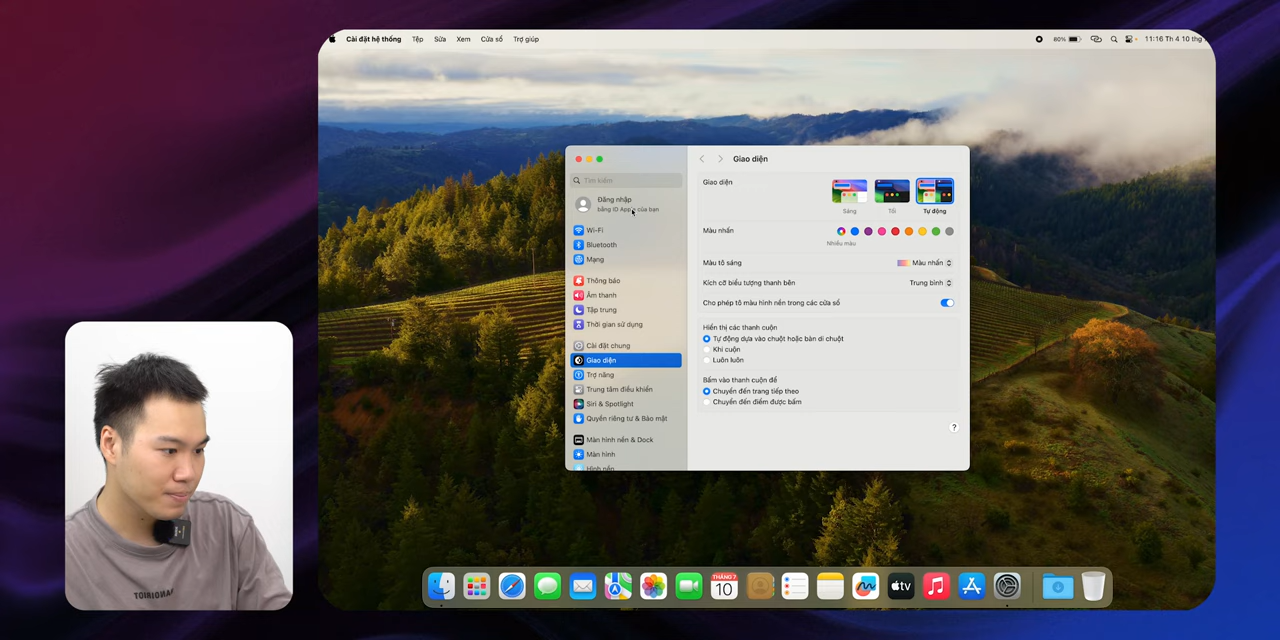 Cài đặt hệ thống Tệp Sửa Xem Cửa sổ Trợ giúp
80% 11:16 Th 4 10 thg
Giao diện
Tìm kiếm
Đăng nhập
bằng ID Apple của bạn
Wi-Fi
Bluetooth
Mạng
Thông báo
Âm thanh
Tập trung
Thời gian sử dụng
Cài đặt chung
Giao diện
Trợ năng
Trung tâm điều khiển
Siri & Spotlight
Quyền riêng tư & Bảo mật
Màn hình nền & Dock
Màn hình
Hình nền
Giao diện
Sáng Tối Tự động
Màu nhấn
Nhiều màu
Màu tô sáng Màu nhấn
Kích cỡ biểu tượng thanh bên Trung bình
Cho phép tô màu hình nền trong các cửa sổ
Hiển thị các thanh cuộn
Tự động dựa vào chuột hoặc bàn di chuột
Khi cuộn
Luôn luôn
Bấm vào thanh cuộn để
Chuyển đến trang tiếp theo
Chuyển đến điểm được bấm
?
THÁNG 7
10
tv